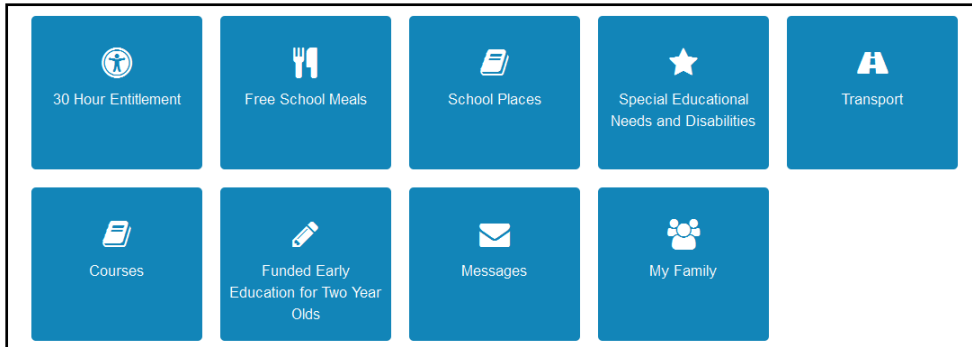 30 Hour Entitlement
Free School Meals
School Places
Special Educational
Needs and Disabilities
Transport
Courses
Funded Early
Education for Two Year
Olds
Messages
My Family